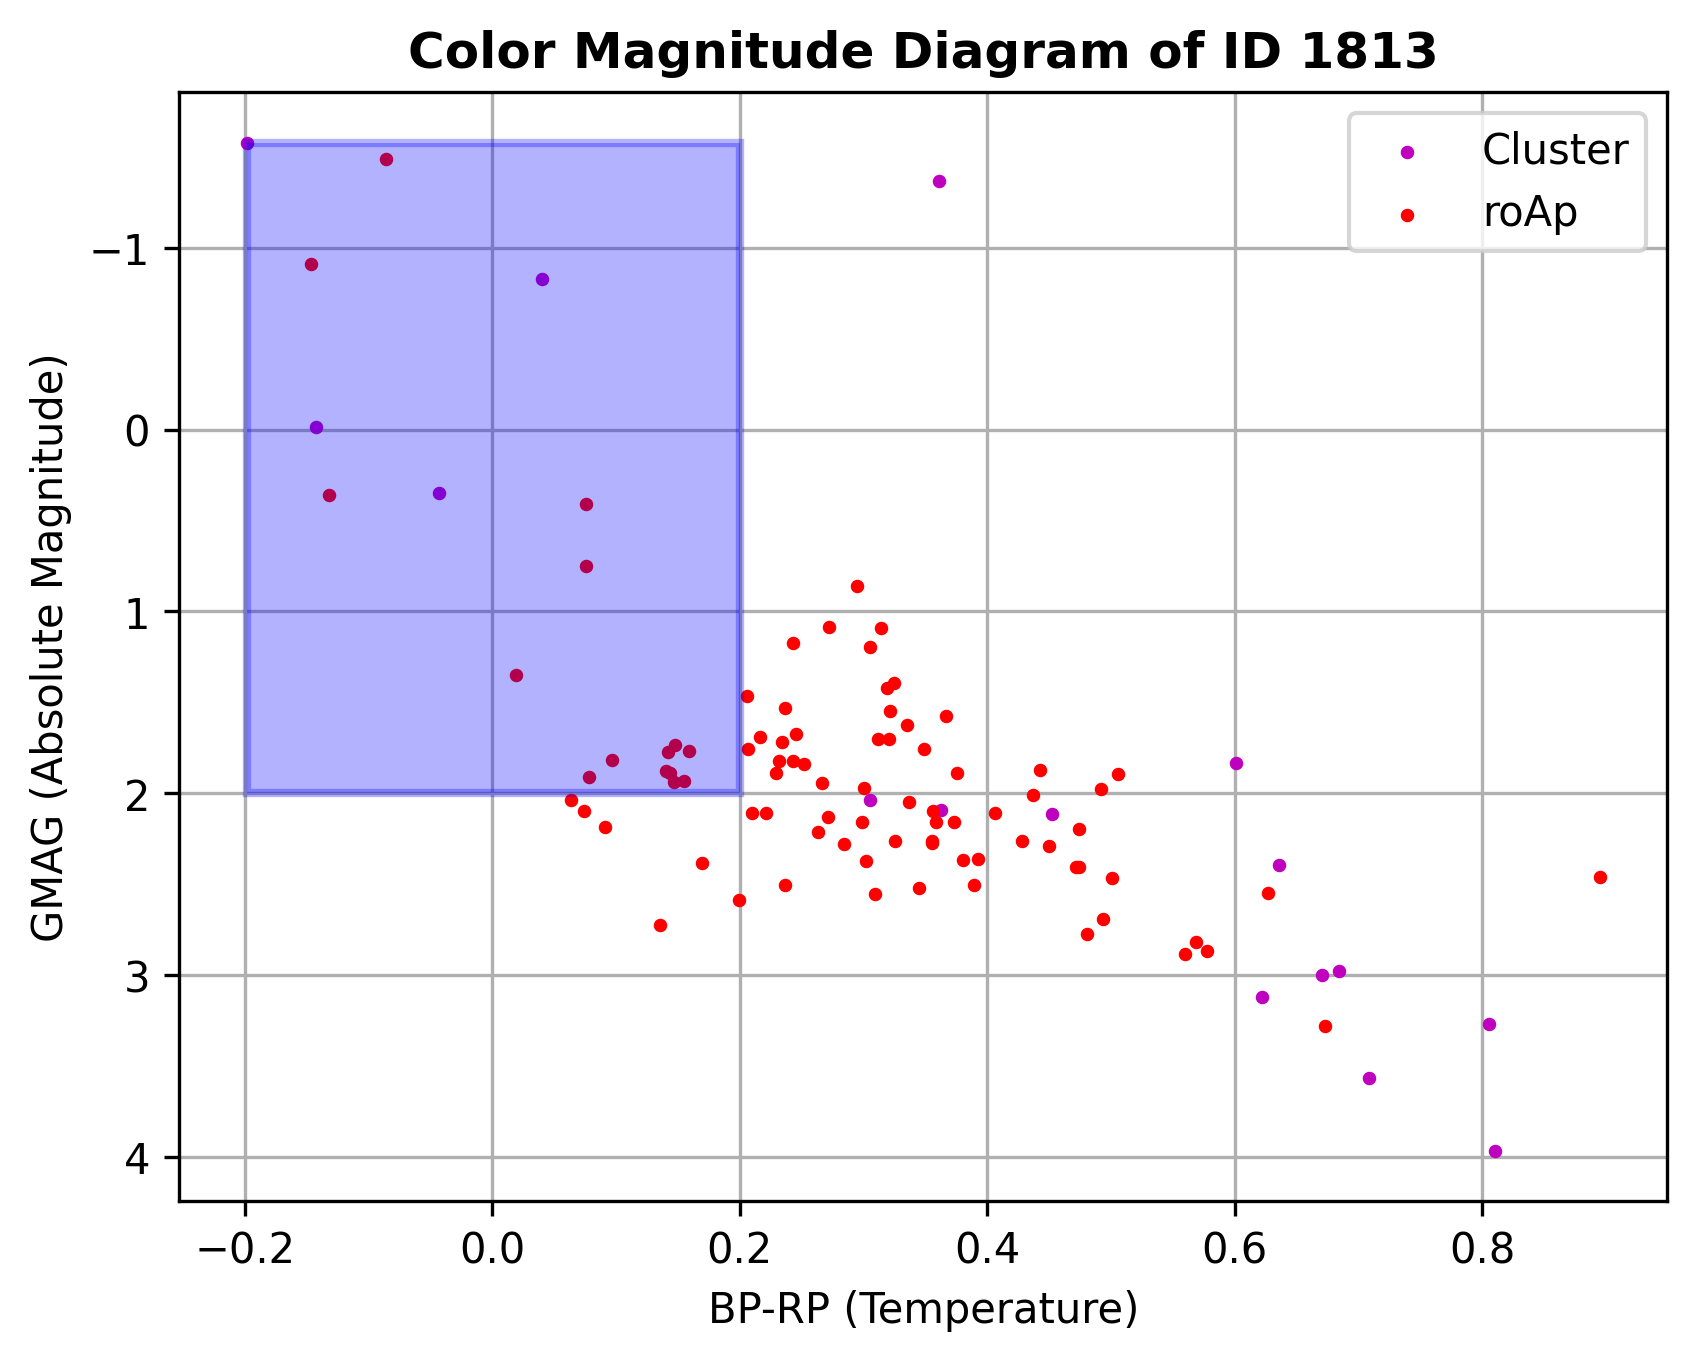 Color Magnitude Diagram of ID 1813
Cluster
roAp
GMAG (Absolute Magnitude)
−1
0
1
2
3
4
−0.2
0.0
0.2
0.4
0.6
0.8
BP-RP (Temperature)